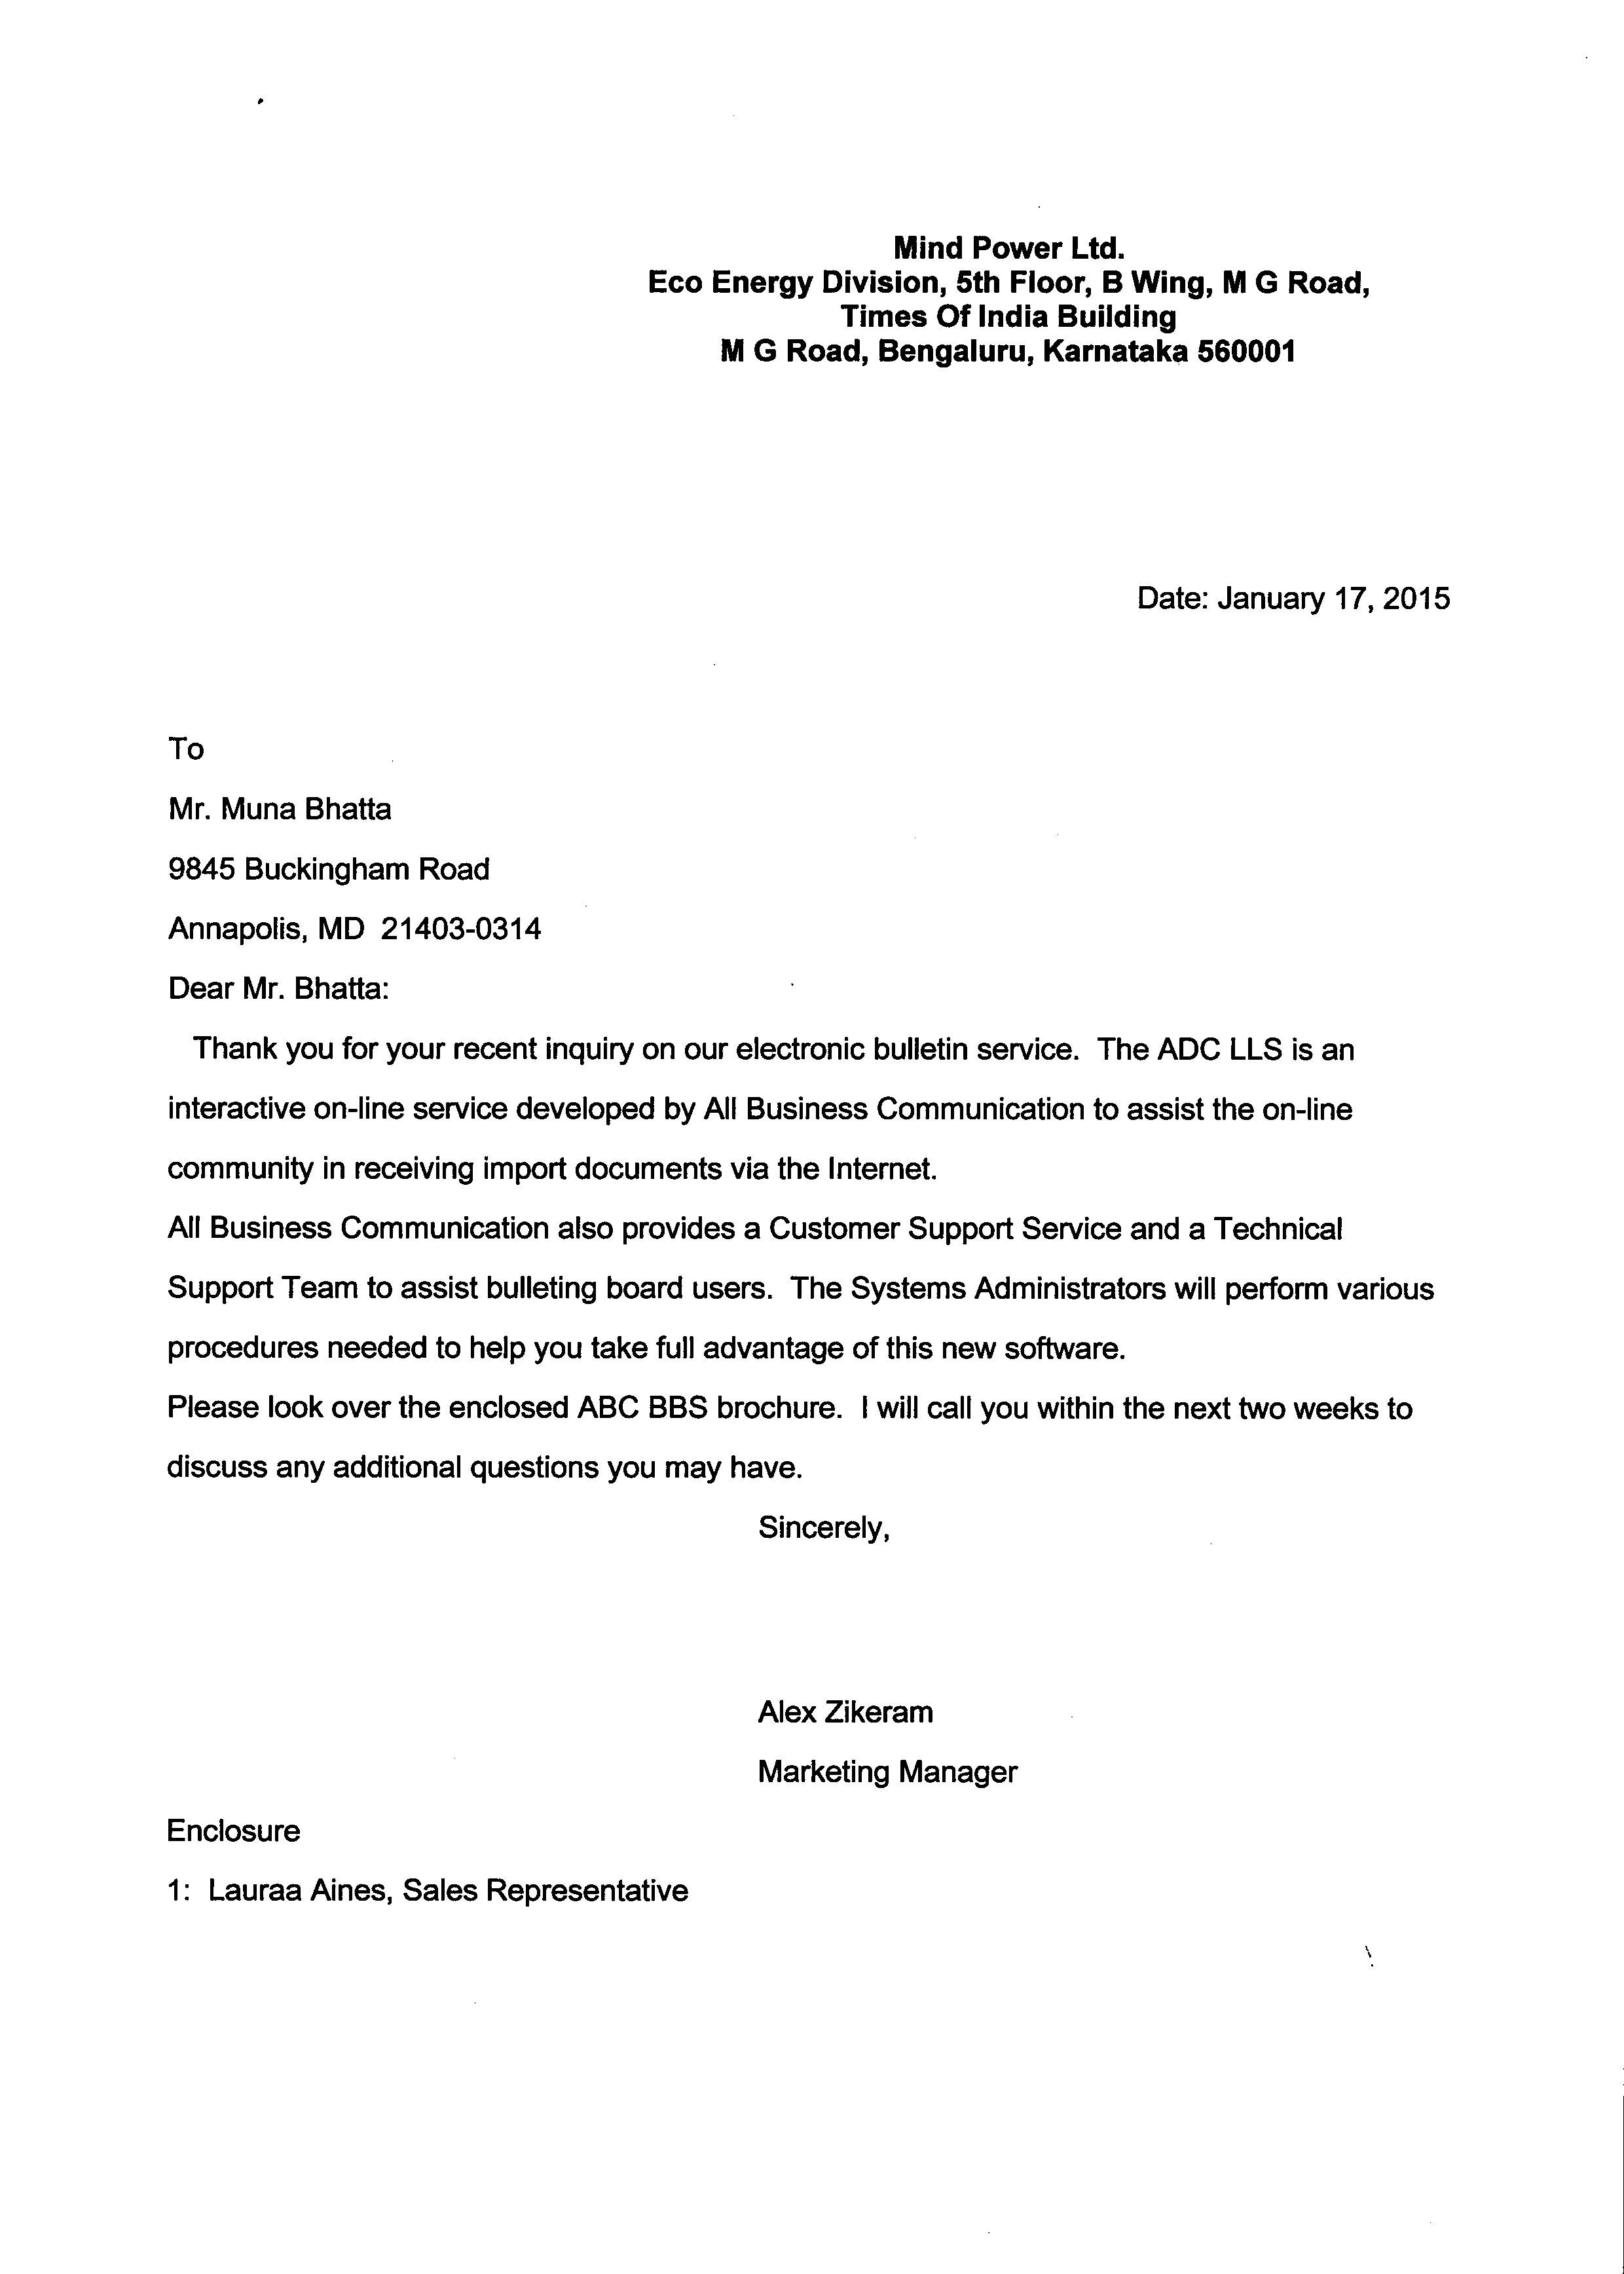 Mind Power Ltd.
Eco Energy Division, 5th Floor, B Wing, M G Road,
Times Of India Building
M G Road, Bengaluru, Karnataka 560001
Date: January 17, 2015
To
Mr. Muna Bhatta
9845 Buckingham Road
Annapolis, MD  21403-0314
Dear Mr. Bhatta:
Thank you for your recent inquiry on our electronic bulletin service.  The ADC LLS is an
interactive on-line service developed by All Business Communication to assist the on-line
community in receiving import documents via the Internet.
All Business Communication also provides a Customer Support Service and a Technical
Support Team to assist bulleting board users.  The Systems Administrators will perform various
procedures needed to help you take full advantage of this new software.
Please look over the enclosed ABC BBS brochure.  I will call you within the next two weeks to
discuss any additional questions you may have.
Sincerely,
Alex Zikeram
Marketing Manager
Enclosure
1:  Lauraa Aines, Sales Representative